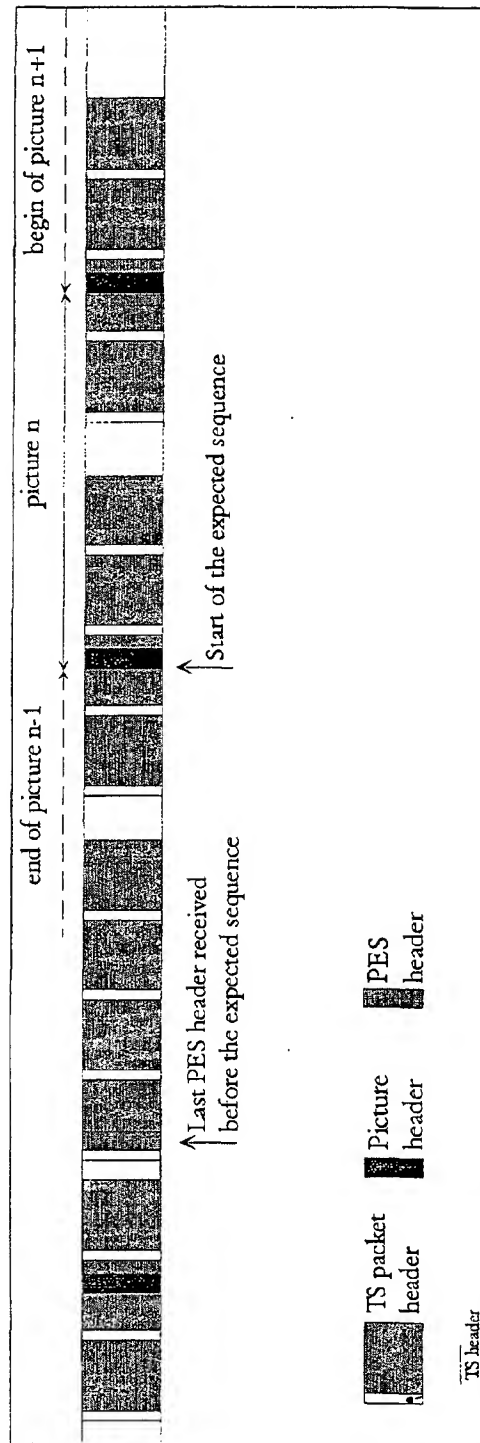 end of picture n-1
picture n
begin of picture n+1
Last PES header received
before the expected sequence
Start of the expected sequence
TS packet
header
Picture
header
PES
header
TS header